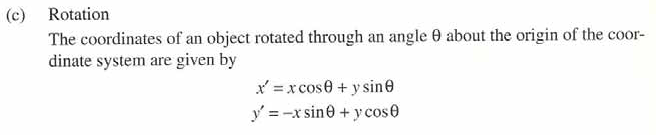 (c) Rotation
The coordinates of an object rotated through an angle θ about the origin of the coor-
dinate system are given by
x′ = x cosθ + y sinθ
y′ = –x sinθ + y cosθ